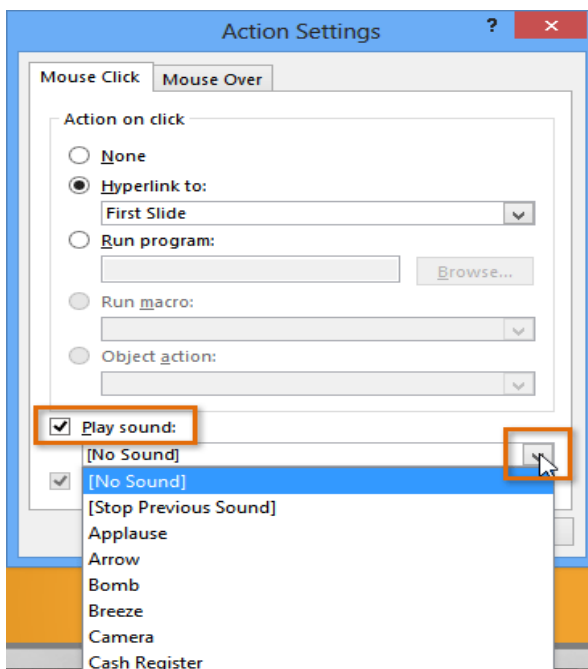 Action Settings ? ×
Mouse Click Mouse Over
Action on click
None
Hyperlink to:
First Slide
Run program:
Browse...
Run macro:
Object action:
Play sound:
[No Sound]
[No Sound]
[Stop Previous Sound]
Applause
Arrow
Bomb
Breeze
Camera
Cash Register